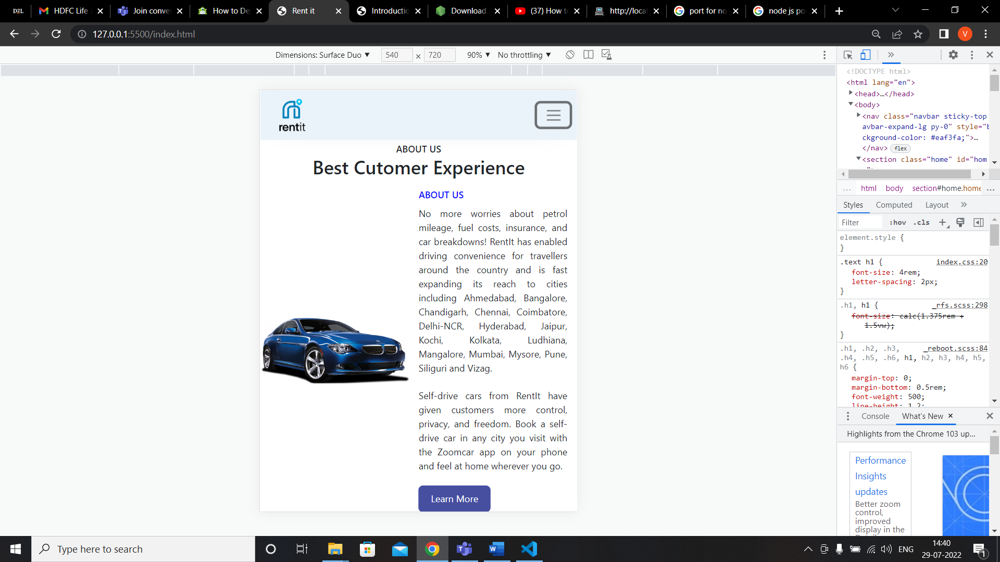 D2L HDFC Life Join conve How to De Rent it Introductio Download (37) How t http://local port for no node js po
127.0.0.1:5500/index.html V
Dimensions: Surface Duo ▼ 540 × 720 90% ▼ No throttling ▼
rentit
ABOUT US
Best Cutomer Experience
ABOUT US
No more worries about petrol
mileage, fuel costs, insurance, and
car breakdowns! RentIt has enabled
driving convenience for travellers
around the country and is fast
expanding its reach to cities
including Ahmedabad, Bangalore,
Chandigarh, Chennai, Coimbatore,
Delhi-NCR, Hyderabad, Jaipur,
Kochi, Kolkata, Ludhiana,
Mangalore, Mumbai, Mysore, Pune,
Siliguri and Vizag.
Self-drive cars from RentIt have
given customers more control,
privacy, and freedom. Book a self-
drive car in any city you visit with
the Zoomcar app on your phone
and feel at home wherever you go.
Learn More
<!DOCTYPE html>
<html lang="en">
<head>…</head>
<body>
<nav class="navbar sticky-top
avbar-expand-lg py-0" style="b
ckground-color: #eaf3fa;">…
</nav> flex
<section class="home" id="hom
… html body section#home.home …
Styles Computed Layout
Filter :hov .cls
element.style {
}
.text h1 { index.css:20
font-size: 4rem;
letter-spacing: 2px;
}
.h1, h1 { _rfs.scss:298
font-size: calc(1.375rem +
1.5vw);
}
.h1, .h2, .h3, _reboot.scss:84
.h4, .h5, .h6, h1, h2, h3, h4, h5,
h6 {
margin-top: 0;
margin-bottom: 0.5rem;
font-weight: 500;
line-height: 1.2;
Console What's New
Highlights from the Chrome 103 up...
Performance
Insights
updates
Better zoom
control,
improved
display in the
Type here to search
ENG 14:40
29-07-2022 1